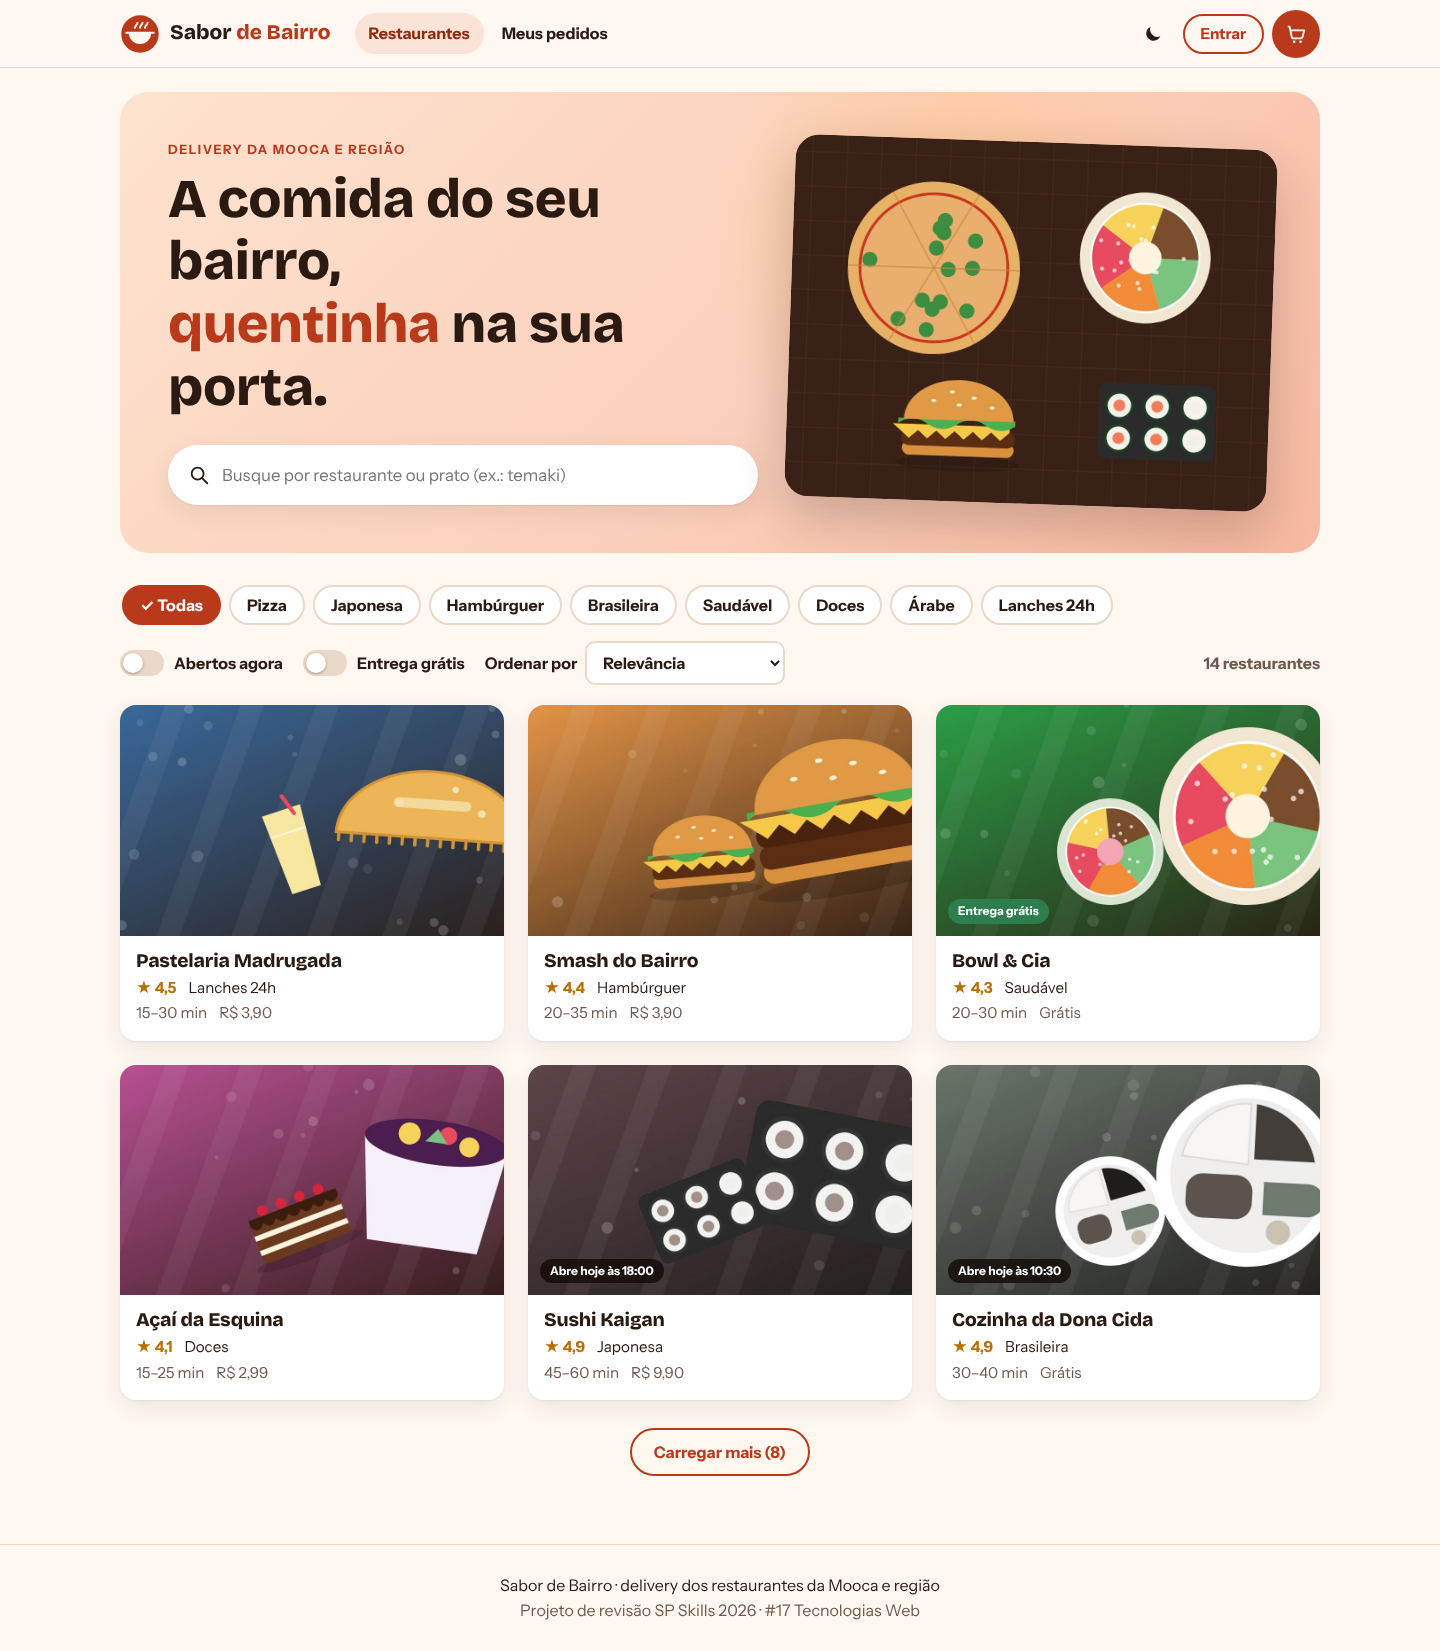 Sabor de Bairro
Restaurantes
Meus pedidos
Entrar
DELIVERY DA MOOCA E REGIÃO
A comida do seu
bairro,
quentinha na sua
porta.
Busque por restaurante ou prato (ex.: temaki)
✓ Todas
Pizza
Japonesa
Hambúrguer
Brasileira
Saudável
Doces
Árabe
Lanches 24h
Abertos agora
Entrega grátis
Ordenar por
Relevância
14 restaurantes
Pastelaria Madrugada
★ 4,5 Lanches 24h
15–30 min R$ 3,90
Smash do Bairro
★ 4,4 Hambúrguer
20–35 min R$ 3,90
Entrega grátis
Bowl & Cia
★ 4,3 Saudável
20–30 min Grátis
Açaí da Esquina
★ 4,1 Doces
15–25 min R$ 2,99
Abre hoje às 18:00
Sushi Kaigan
★ 4,9 Japonesa
45–60 min R$ 9,90
Abre hoje às 10:30
Cozinha da Dona Cida
★ 4,9 Brasileira
30–40 min Grátis
Carregar mais (8)
Sabor de Bairro · delivery dos restaurantes da Mooca e região
Projeto de revisão SP Skills 2026 · #17 Tecnologias Web